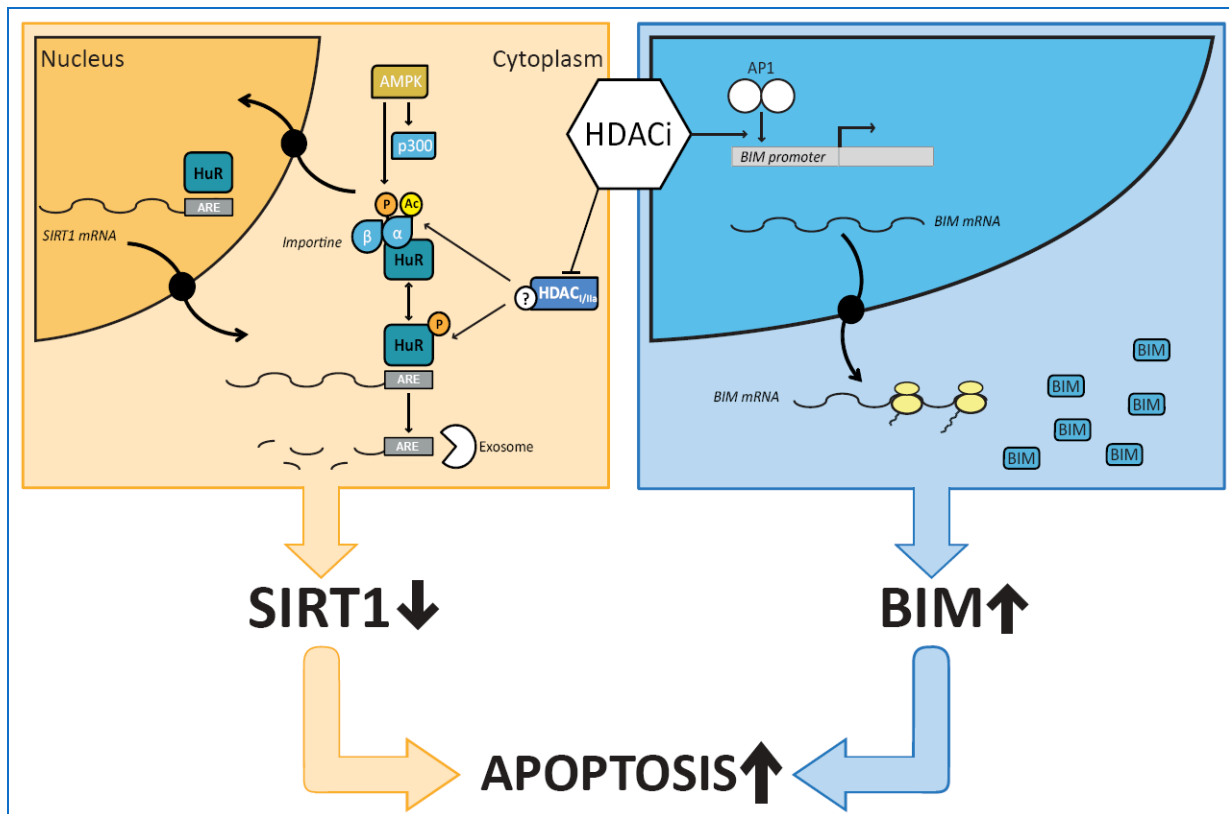 Nucleus
Cytoplasm
AMPK
p300
HuR
ARE
SIRT1 mRNA
P
Ac
Importine
β
α
HuR
?
HDACI/IIa
HuR
P
ARE
ARE
Exosome
HDACi
AP1
BIM promoter
BIM mRNA
BIM mRNA
BIM
BIM
BIM
BIM
BIM
BIM
SIRT1
BIM
APOPTOSIS